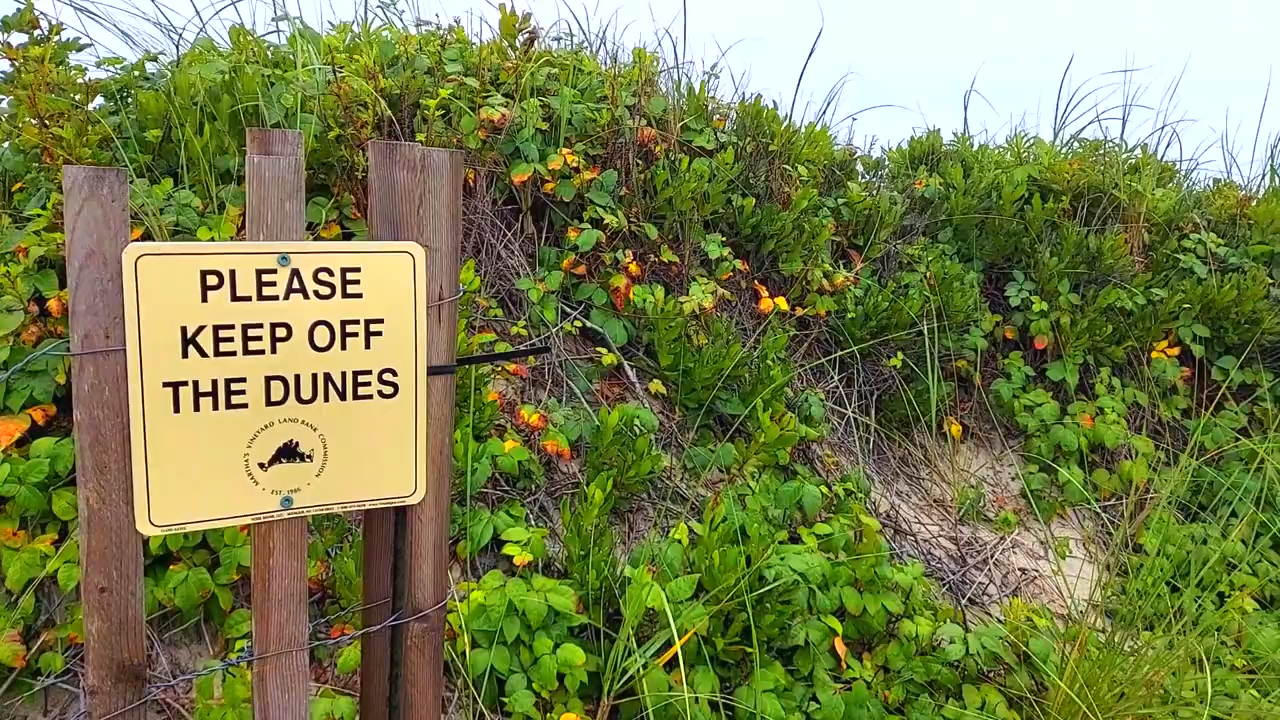 PLEASE
KEEP OFF
THE DUNES
MARTHA'S VINEYARD LAND BANK COMMISSION
• EST. 1986 •